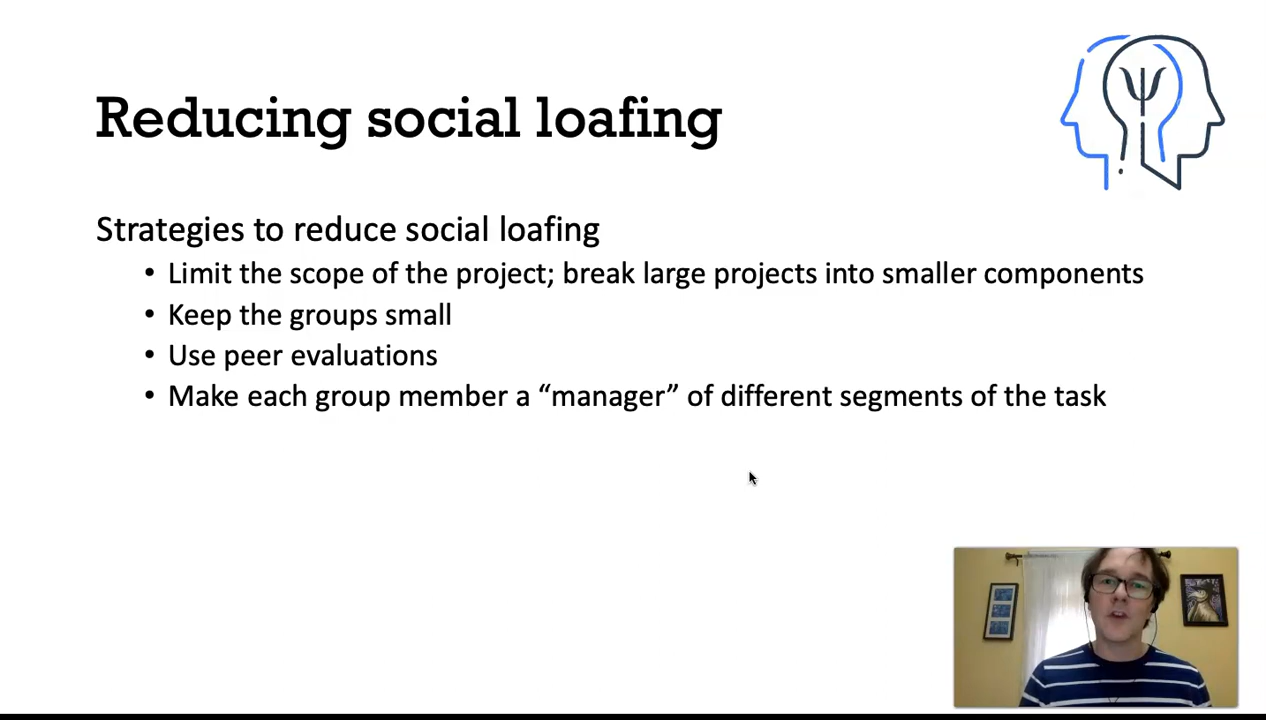 Reducing social loafing
Strategies to reduce social loafing
• Limit the scope of the project; break large projects into smaller components
• Keep the groups small
• Use peer evaluations
• Make each group member a “manager” of different segments of the task